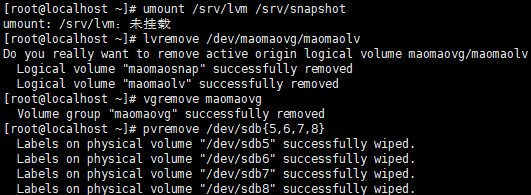 [root@localhost ~]# umount /srv/lvm /srv/snapshot
umount: /srv/lvm：未挂载
[root@localhost ~]# lvremove /dev/maomaovg/maomaolv
Do you really want to remove active origin logical volume maomaovg/maomaolv
  Logical volume "maomaosnap" successfully removed
  Logical volume "maomaolv" successfully removed
[root@localhost ~]# vgremove maomaovg
  Volume group "maomaovg" successfully removed
[root@localhost ~]# pvremove /dev/sdb{5,6,7,8}
  Labels on physical volume "/dev/sdb5" successfully wiped.
  Labels on physical volume "/dev/sdb6" successfully wiped.
  Labels on physical volume "/dev/sdb7" successfully wiped.
  Labels on physical volume "/dev/sdb8" successfully wiped.